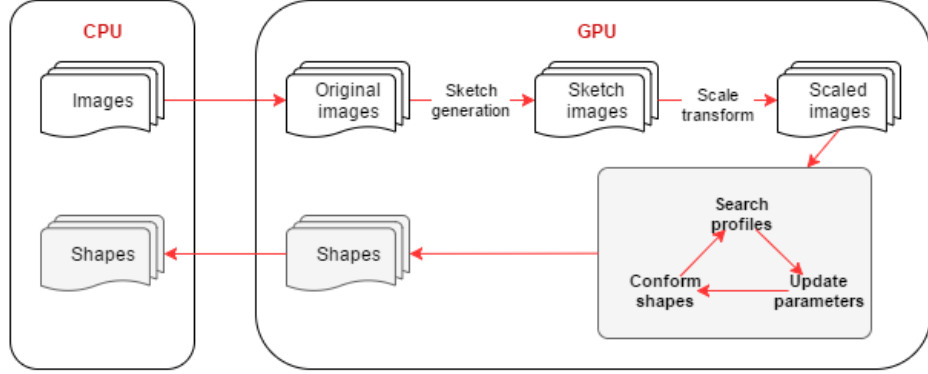 CPU
GPU
Images
Original
images
Sketch
generation
Sketch
images
Scale
transform
Scaled
images
Search
profiles
Conform
shapes
Update
parameters
Shapes
Shapes